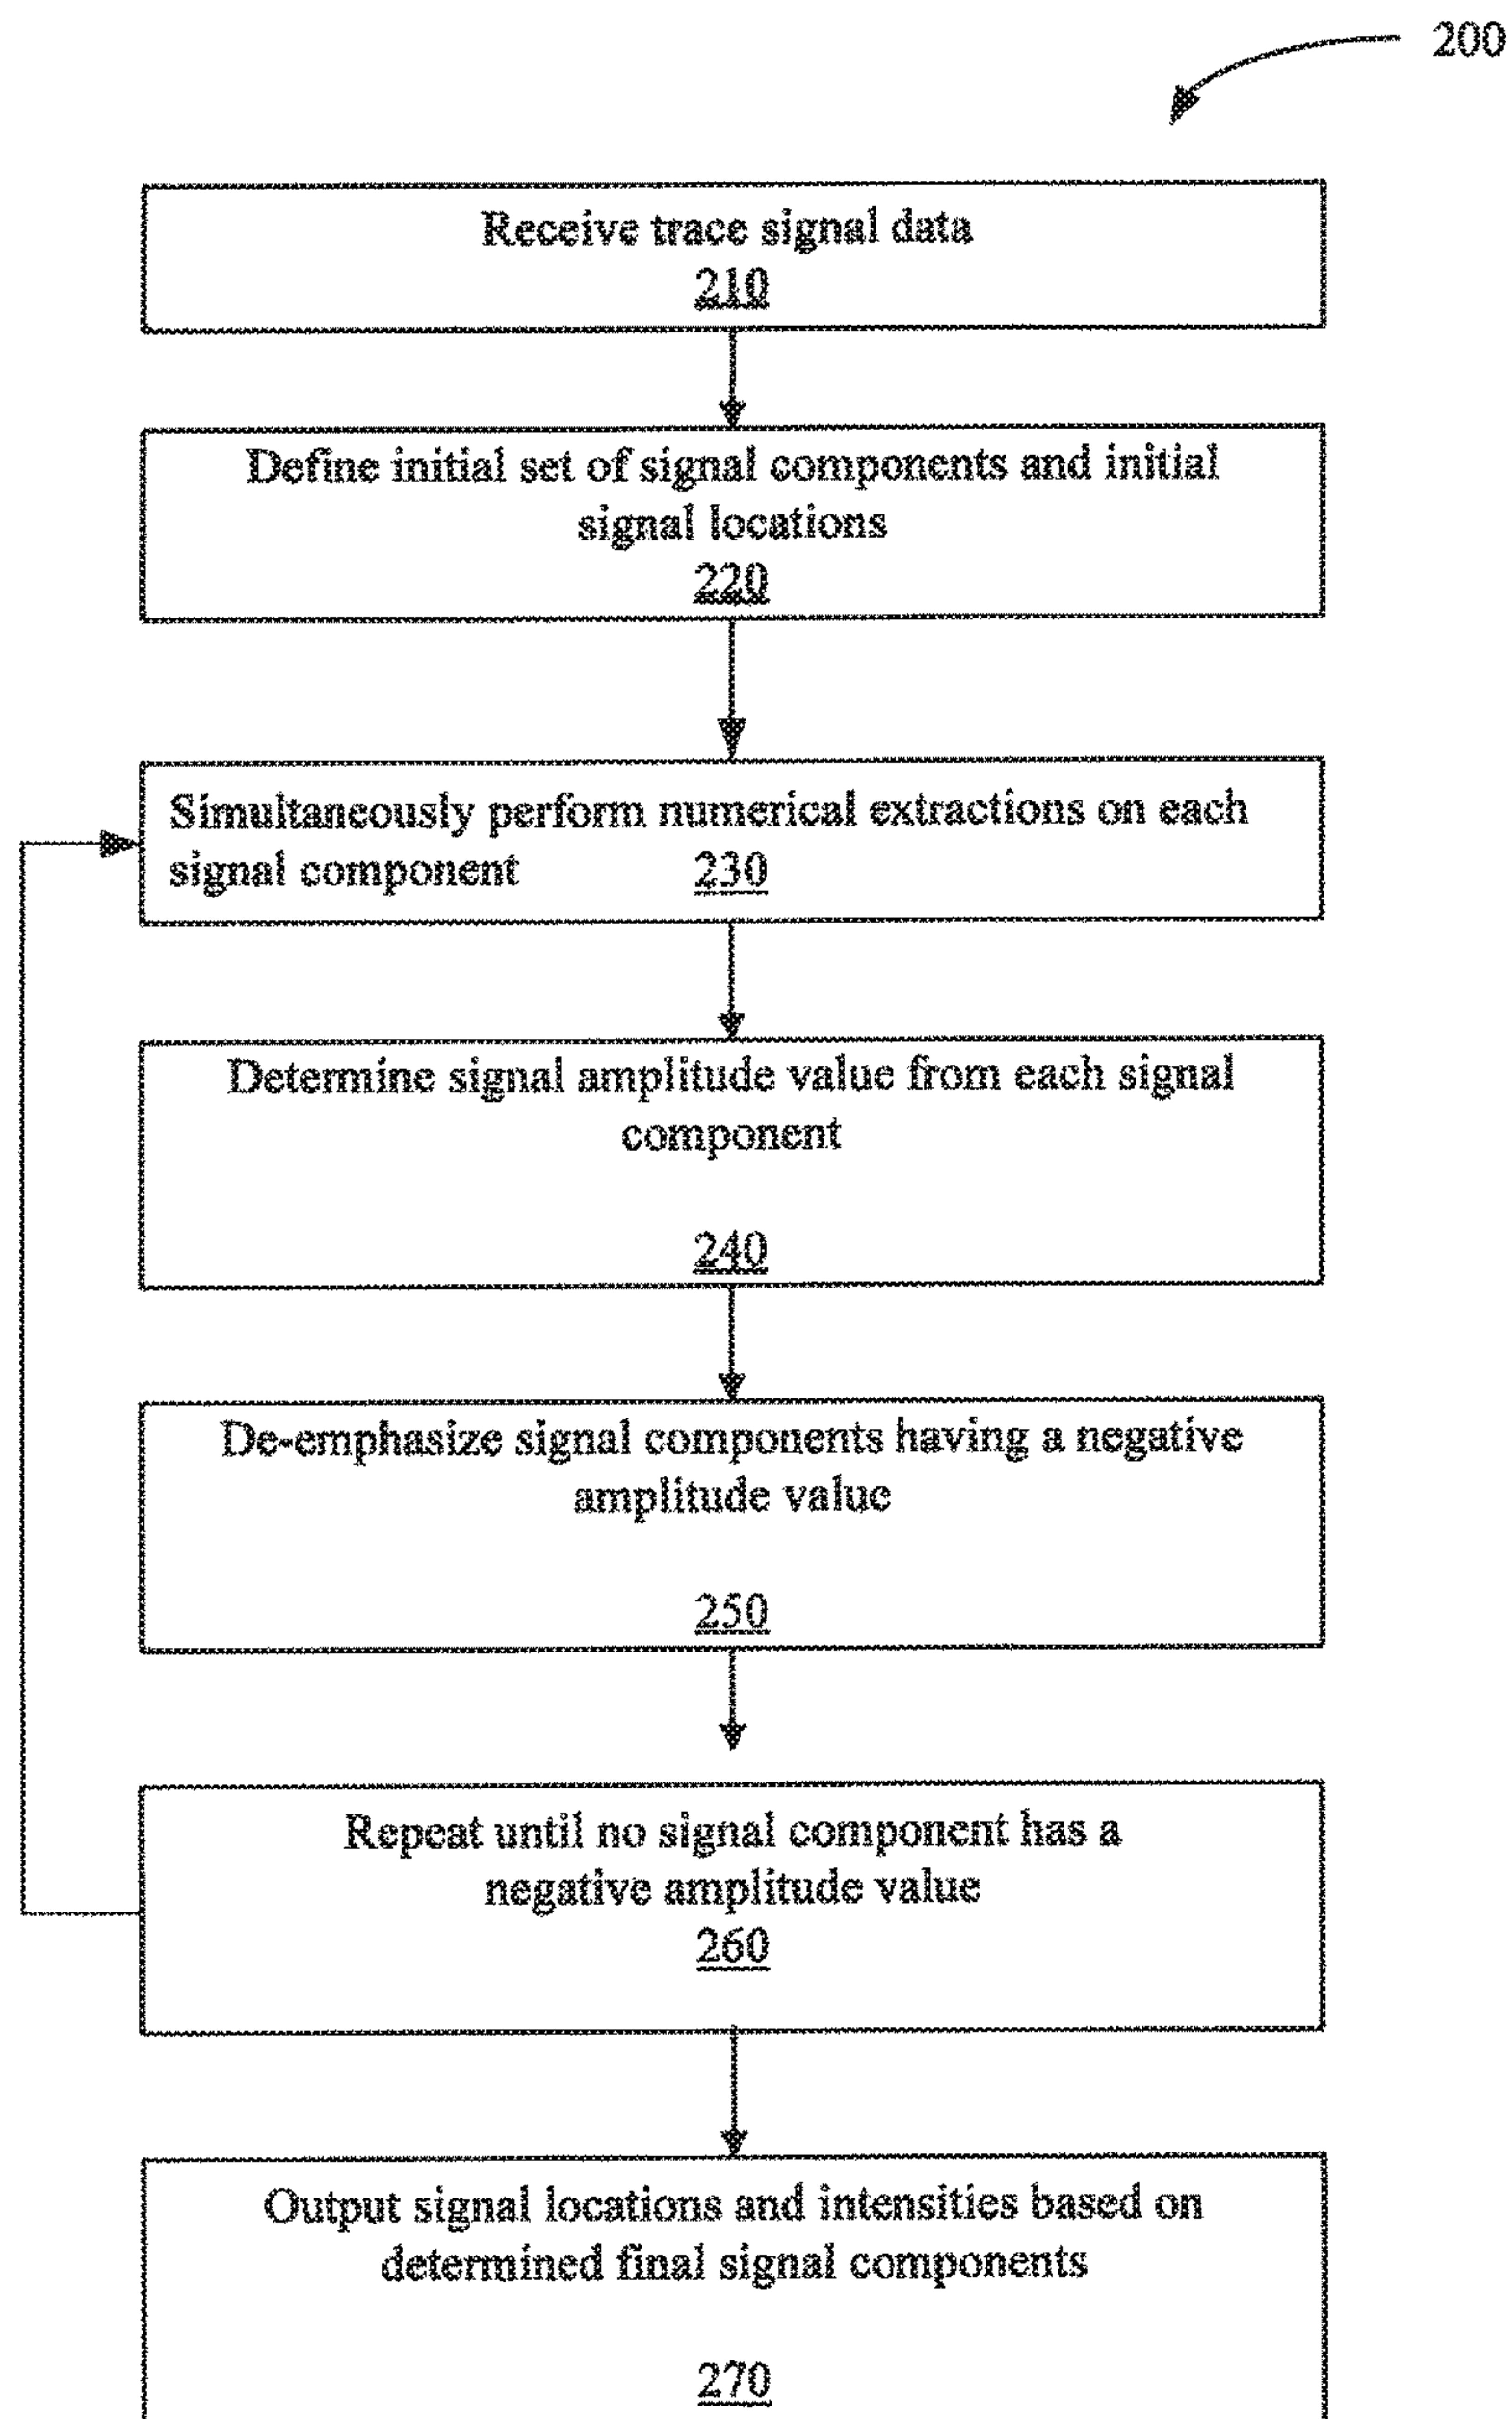 200
Receive trace signal data
210
Define initial set of signal components and initial
signal locations
220
Simultaneously perform numerical extractions on each
signal component 230
Determine signal amplitude value from each signal
component
240
De-emphasize signal components having a negative
amplitude value
250
Repeat until no signal component has a
negative amplitude value
260
Output signal locations and intensities based on
determined final signal components
270